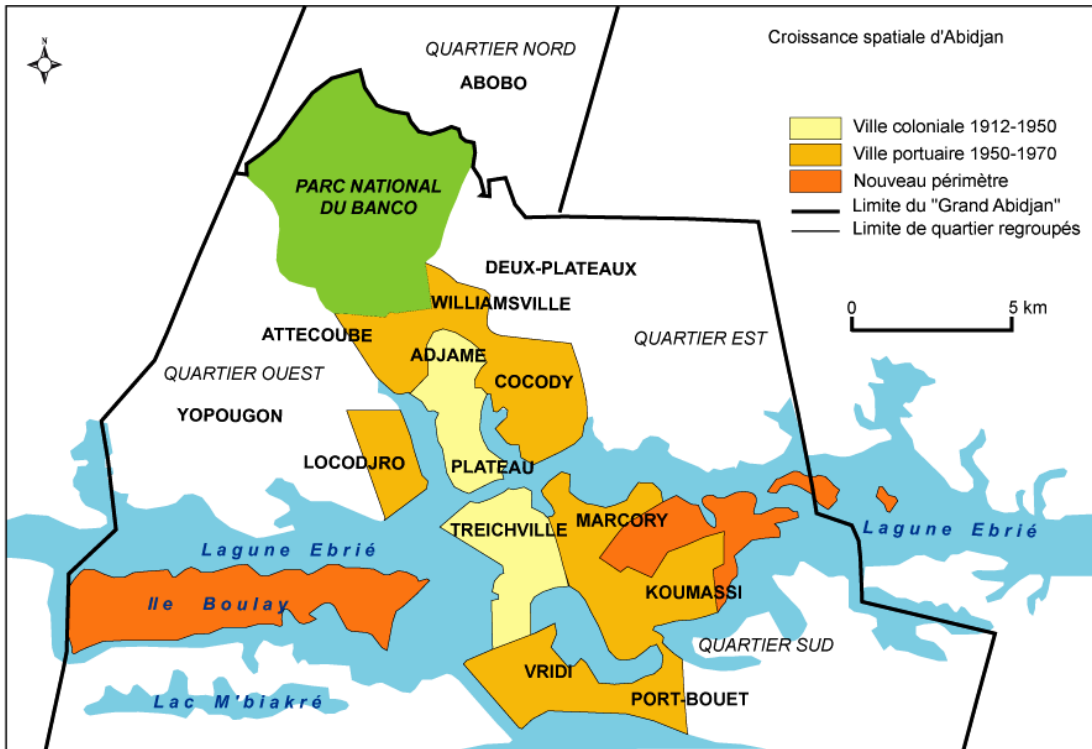 Croissance spatiale d'Abidjan
N
QUARTIER NORD
ABOBO
Ville coloniale 1912-1950
Ville portuaire 1950-1970
Nouveau périmètre
Limite du "Grand Abidjan"
Limite de quartier regroupés
PARC NATIONAL
DU BANCO
DEUX-PLATEAUX
WILLIAMSVILLE
0
5 km
ATTECOUBE
QUARTIER EST
ADJAME
QUARTIER OUEST
COCODY
YOPOUGON
LOCODJRO
PLATEAU
TREICHVILLE
MARCORY
Lagune Ebrié
Lagune Ebrié
KOUMASSI
Ile Boulay
QUARTIER SUD
VRIDI
Lac M'biakré
PORT-BOUET